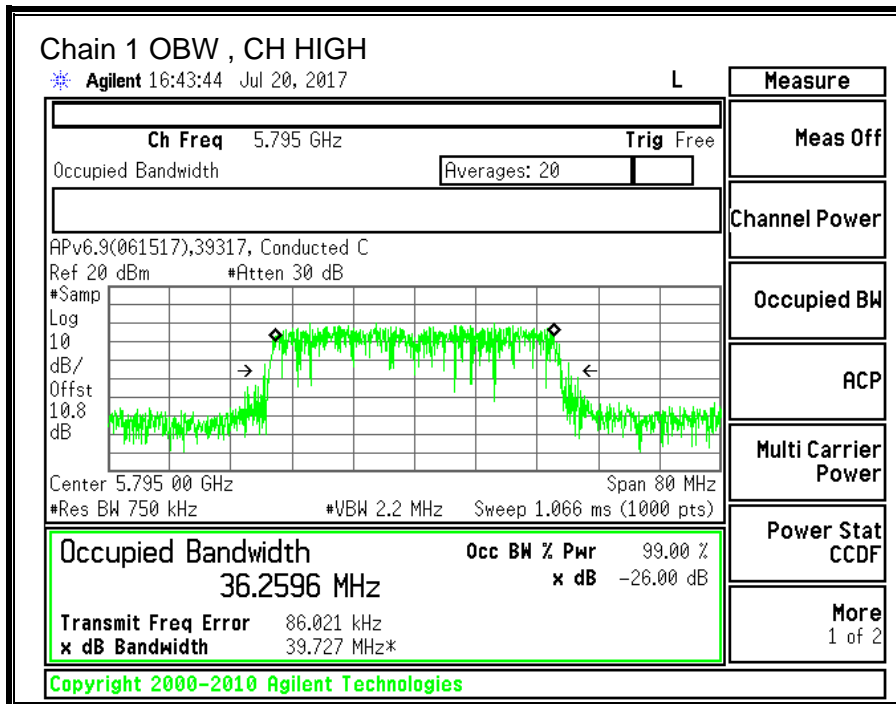 Chain 1 OBW , CH HIGH
Agilent 16:43:44 Jul 20, 2017 L
Ch Freq 5.795 GHz Trig Free
Occupied Bandwidth Averages: 20
APv6.9(061517),39317, Conducted C
Ref 20 dBm #Atten 30 dB
#Samp
Log
10
dB/
Offst
10.8
dB
Center 5.795 00 GHz Span 80 MHz
#Res BW 750 kHz #VBW 2.2 MHz Sweep 1.066 ms (1000 pts)
Occupied Bandwidth Occ BW % Pwr 99.00 %
36.2596 MHz x dB -26.00 dB
Transmit Freq Error 86.021 kHz
x dB Bandwidth 39.727 MHz*
Copyright 2000-2010 Agilent Technologies
Measure
Meas Off
Channel Power
Occupied BW
ACP
Multi Carrier
Power
Power Stat
CCDF
More
1 of 2